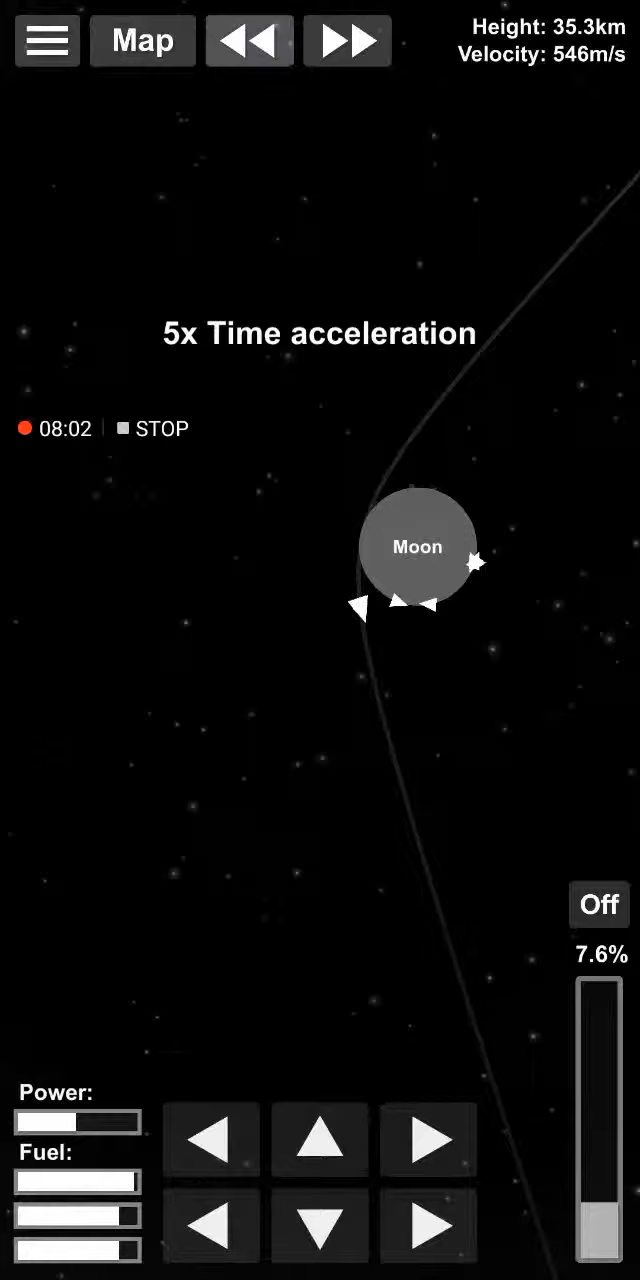 Map
Height: 35.3km
Velocity: 546m/s
5x Time acceleration
08:02 STOP
Moon
Off
7.6%
Power:
Fuel: